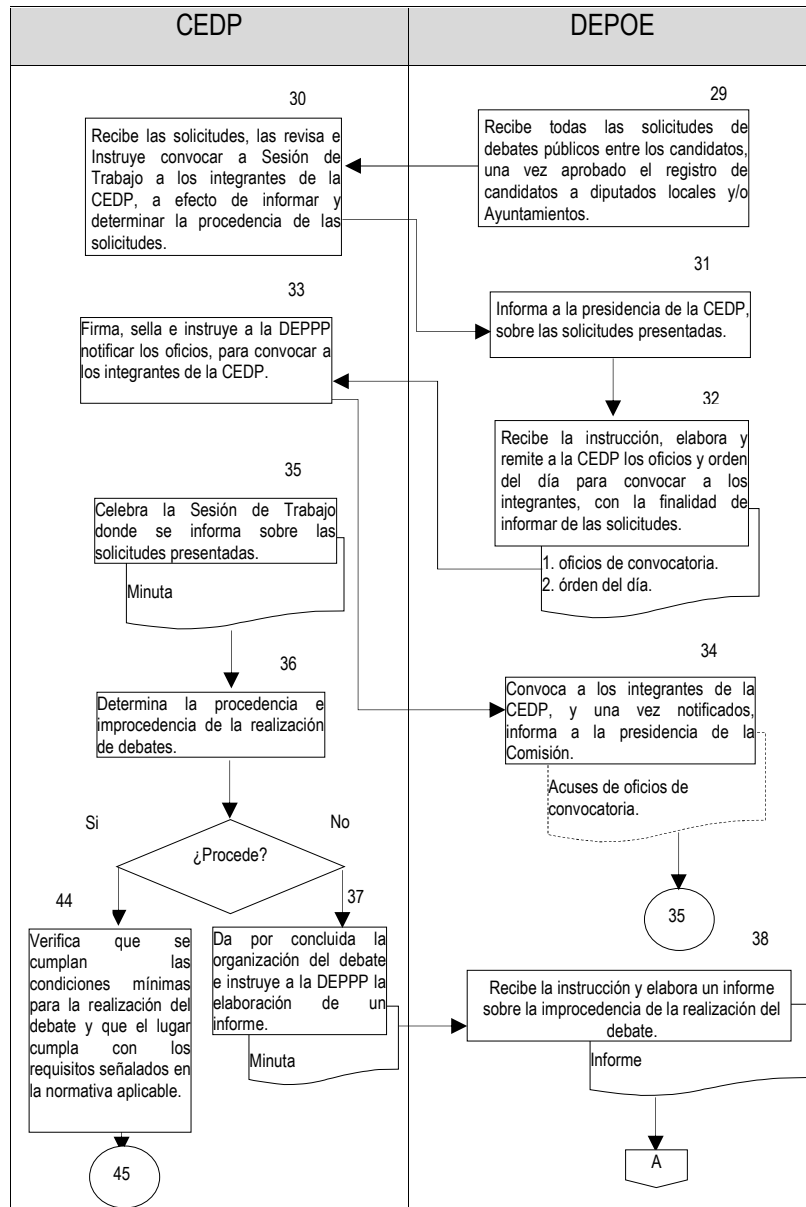 CEDP
DEPOE
29
Recibe todas las solicitudes de
debates públicos entre los candidatos,
una vez aprobado el registro de
candidatos a diputados locales y/o
Ayuntamientos.
30
Recibe las solicitudes, las revisa e
Instruye convocar a Sesión de
Trabajo a los integrantes de la
CEDP, a efecto de informar y
determinar la procedencia de las
solicitudes.
31
Informa a la presidencia de la CEDP,
sobre las solicitudes presentadas.
32
Recibe la instrucción, elabora y
remite a la CEDP los oficios y orden
del día para convocar a los
integrantes, con la finalidad de
informar de las solicitudes.
1. oficios de convocatoria.
2. órden del día.
33
Firma, sella e instruye a la DEPPP
notificar los oficios, para convocar a
los integrantes de la CEDP.
34
Convoca a los integrantes de la
CEDP, y una vez notificados,
informa a la presidencia de la
Comisión.
Acuses de oficios de
convocatoria.
35
35
Celebra la Sesión de Trabajo
donde se informa sobre las
solicitudes presentadas.
Minuta
36
Determina la procedencia e
improcedencia de la realización
de debates.
Si
No
¿Procede?
44
Verifica que se
cumplan las
condiciones mínimas
para la realización del
debate y que el lugar
cumpla con los
requisitos señalados en
la normativa aplicable.
45
37
Da por concluida la
organización del debate
e instruye a la DEPPP la
elaboración de un
informe.
Minuta
38
Recibe la instrucción y elabora un informe
sobre la improcedencia de la realización del
debate.
Informe
A